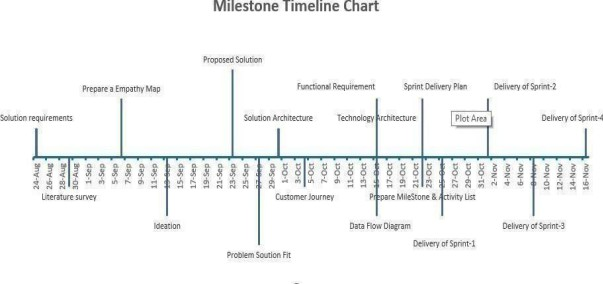 Milestone Timeline Chart
Proposed Solution
Prepare a Empathy Map
Functional Requirement
Sprint Delivery Plan
Delivery of Sprint-2
Solution requirements
Solution Architecture
Technology Architecture
Plot Area
Delivery of Sprint-4
24-Aug
26-Aug
28-Aug
30-Aug
1-Sep
3-Sep
5-Sep
7-Sep
9-Sep
11-Sep
13-Sep
15-Sep
17-Sep
19-Sep
21-Sep
23-Sep
25-Sep
27-Sep
29-Sep
1-Oct
3-Oct
5-Oct
7-Oct
9-Oct
11-Oct
13-Oct
15-Oct
17-Oct
19-Oct
21-Oct
23-Oct
25-Oct
27-Oct
29-Oct
31-Oct
2-Nov
4-Nov
6-Nov
8-Nov
10-Nov
12-Nov
14-Nov
16-Nov
Literature survey
Customer Journey
Prepare MileStone & Activity List
Ideation
Data Flow Diagram
Delivery of Sprint-3
Delivery of Sprint-1
Problem Soution Fit